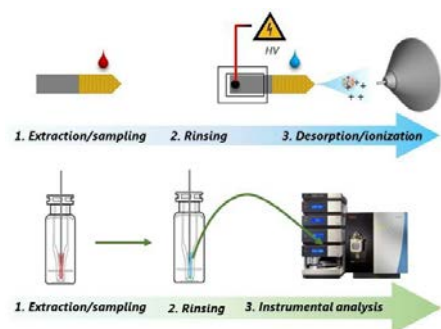 HV
+
+ +
1. Extraction/sampling 2. Rinsing 3. Desorption/ionization
1. Extraction/sampling 2. Rinsing 3. Instrumental analysis